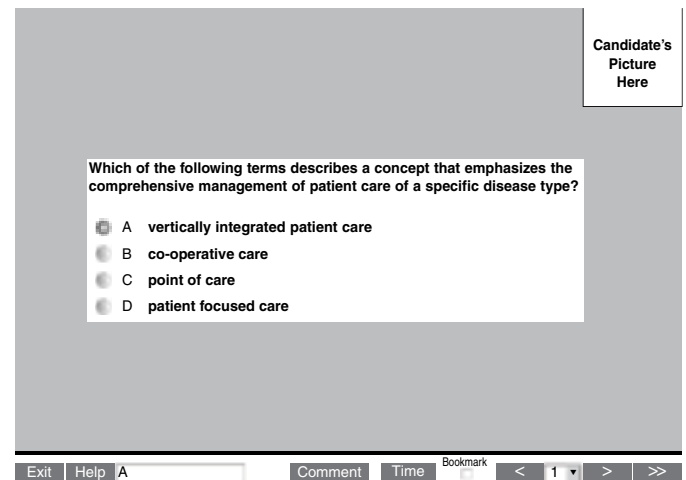 Candidate's
Picture
Here
Which of the following terms describes a concept that emphasizes the
comprehensive management of patient care of a specific disease type?
A vertically integrated patient care
B co-operative care
C point of care
D patient focused care
Bookmark
Exit Help A Comment Time < 1 > >>